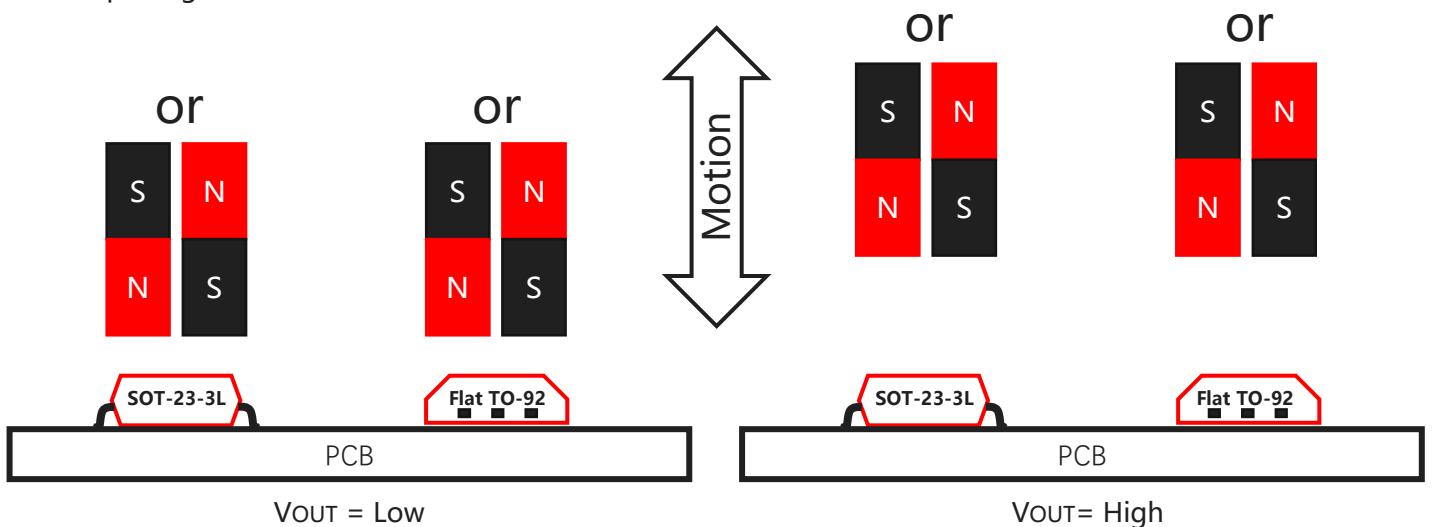 or or
or or
S N S N
S N S N
N S N S
N S N S
Motion
SOT-23-3L Flat TO-92 SOT-23-3L Flat TO-92
PCB PCB
VOUT = Low VOUT= High